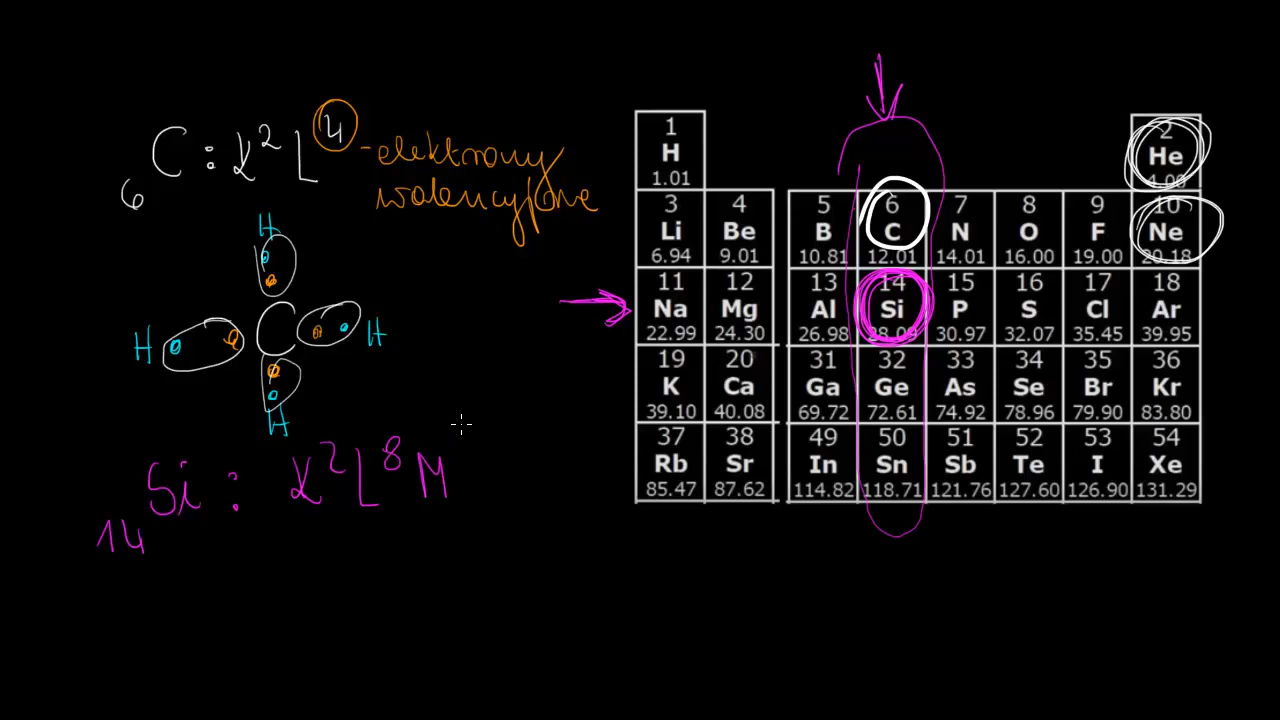 C : K² L⁴ - elektrony
walencyjne
6
H
H C H
H
Si : K² L⁸ M
14
1 2
H He
1.01 4.00
3 4 5 6 7 8 9 10
Li Be B C N O F Ne
6.94 9.01 10.81 12.01 14.01 16.00 19.00 20.18
11 12 13 14 15 16 17 18
Na Mg Al Si P S Cl Ar
22.99 24.30 26.98 28.09 30.97 32.07 35.45 39.95
19 20 31 32 33 34 35 36
K Ca Ga Ge As Se Br Kr
39.10 40.08 69.72 72.61 74.92 78.96 79.90 83.80
37 38 49 50 51 52 53 54
Rb Sr In Sn Sb Te I Xe
85.47 87.62 114.82 118.71 121.76 127.60 126.90 131.29